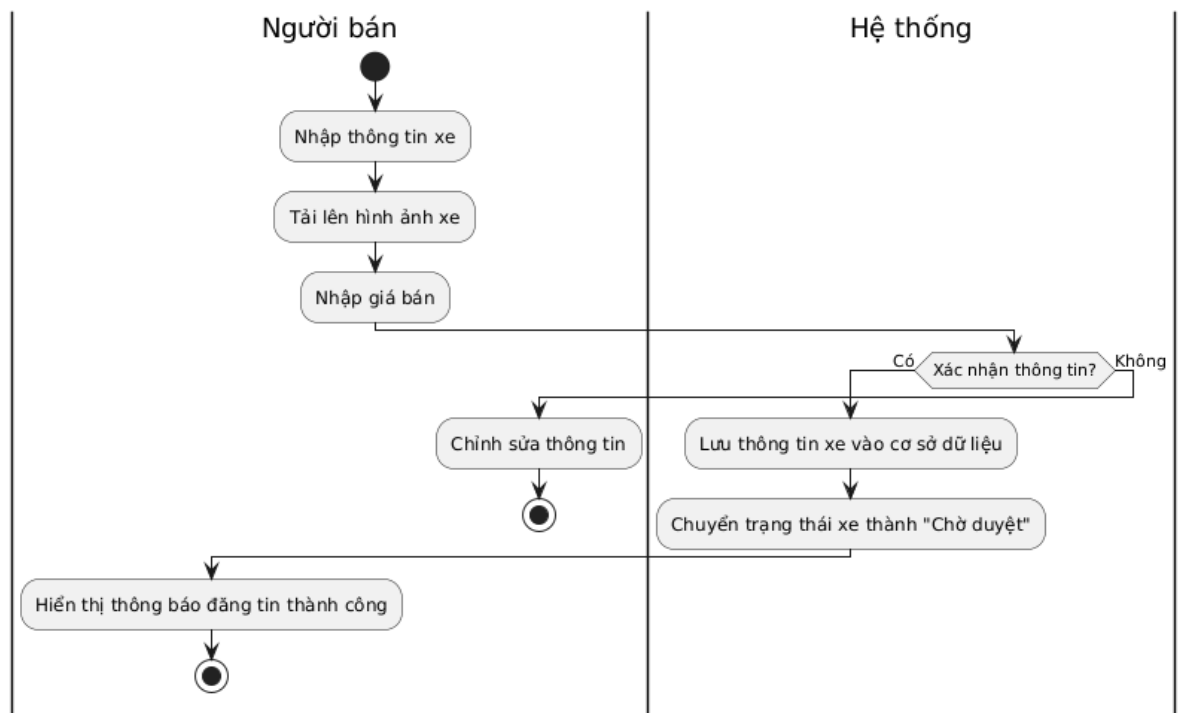 Người bán
Hệ thống
Nhập thông tin xe
Tải lên hình ảnh xe
Nhập giá bán
Xác nhận thông tin?
Có
Không
Chỉnh sửa thông tin
Lưu thông tin xe vào cơ sở dữ liệu
Chuyển trạng thái xe thành "Chờ duyệt"
Hiển thị thông báo đăng tin thành công